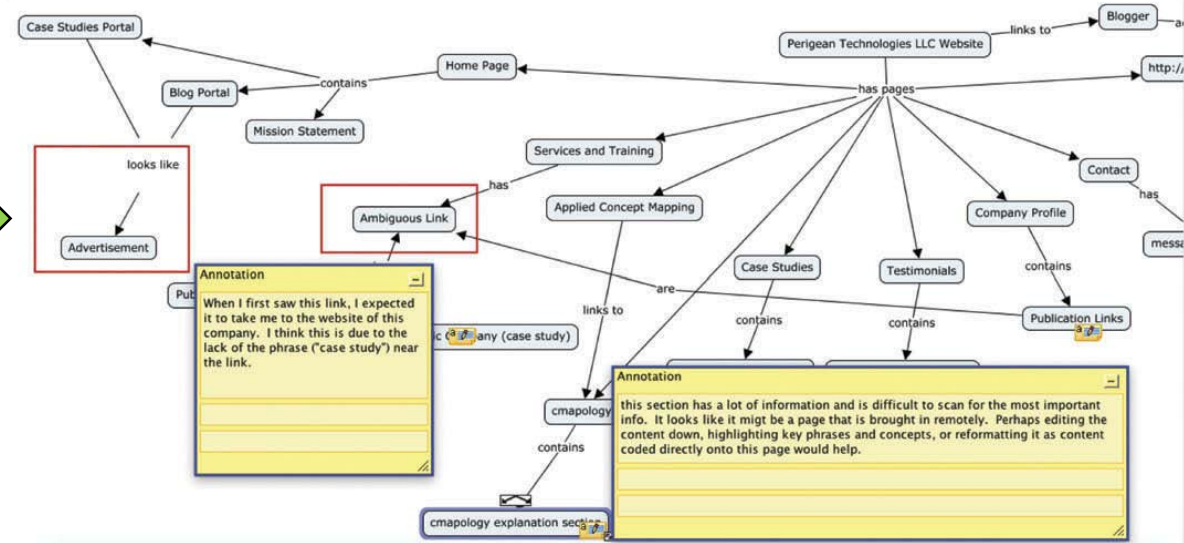 Case Studies Portal
Blogger
links to
Perigean Technologies LLC Website
Home Page
http:/
contains
Blog Portal
has pages
Mission Statement
Services and Training
looks like
Contact
has
has
Ambiguous Link
Applied Concept Mapping
Company Profile
Advertisement
messa
Case Studies
Testimonials
contains
Annotation
When I first saw this link, I expected
it to take me to the website of this
company. I think this is due to the
lack of the phrase ("case study") near
the link.
Pub
are
links to
contains
contains
Publication Links
any (case study)
Annotation
this section has a lot of information and is difficult to scan for the most important
info. It looks like it migt be a page that is brought in remotely. Perhaps editing the
content down, highlighting key phrases and concepts, or reformatting it as content
coded directly onto this page would help.
cmapology
contains
cmapology explanation section